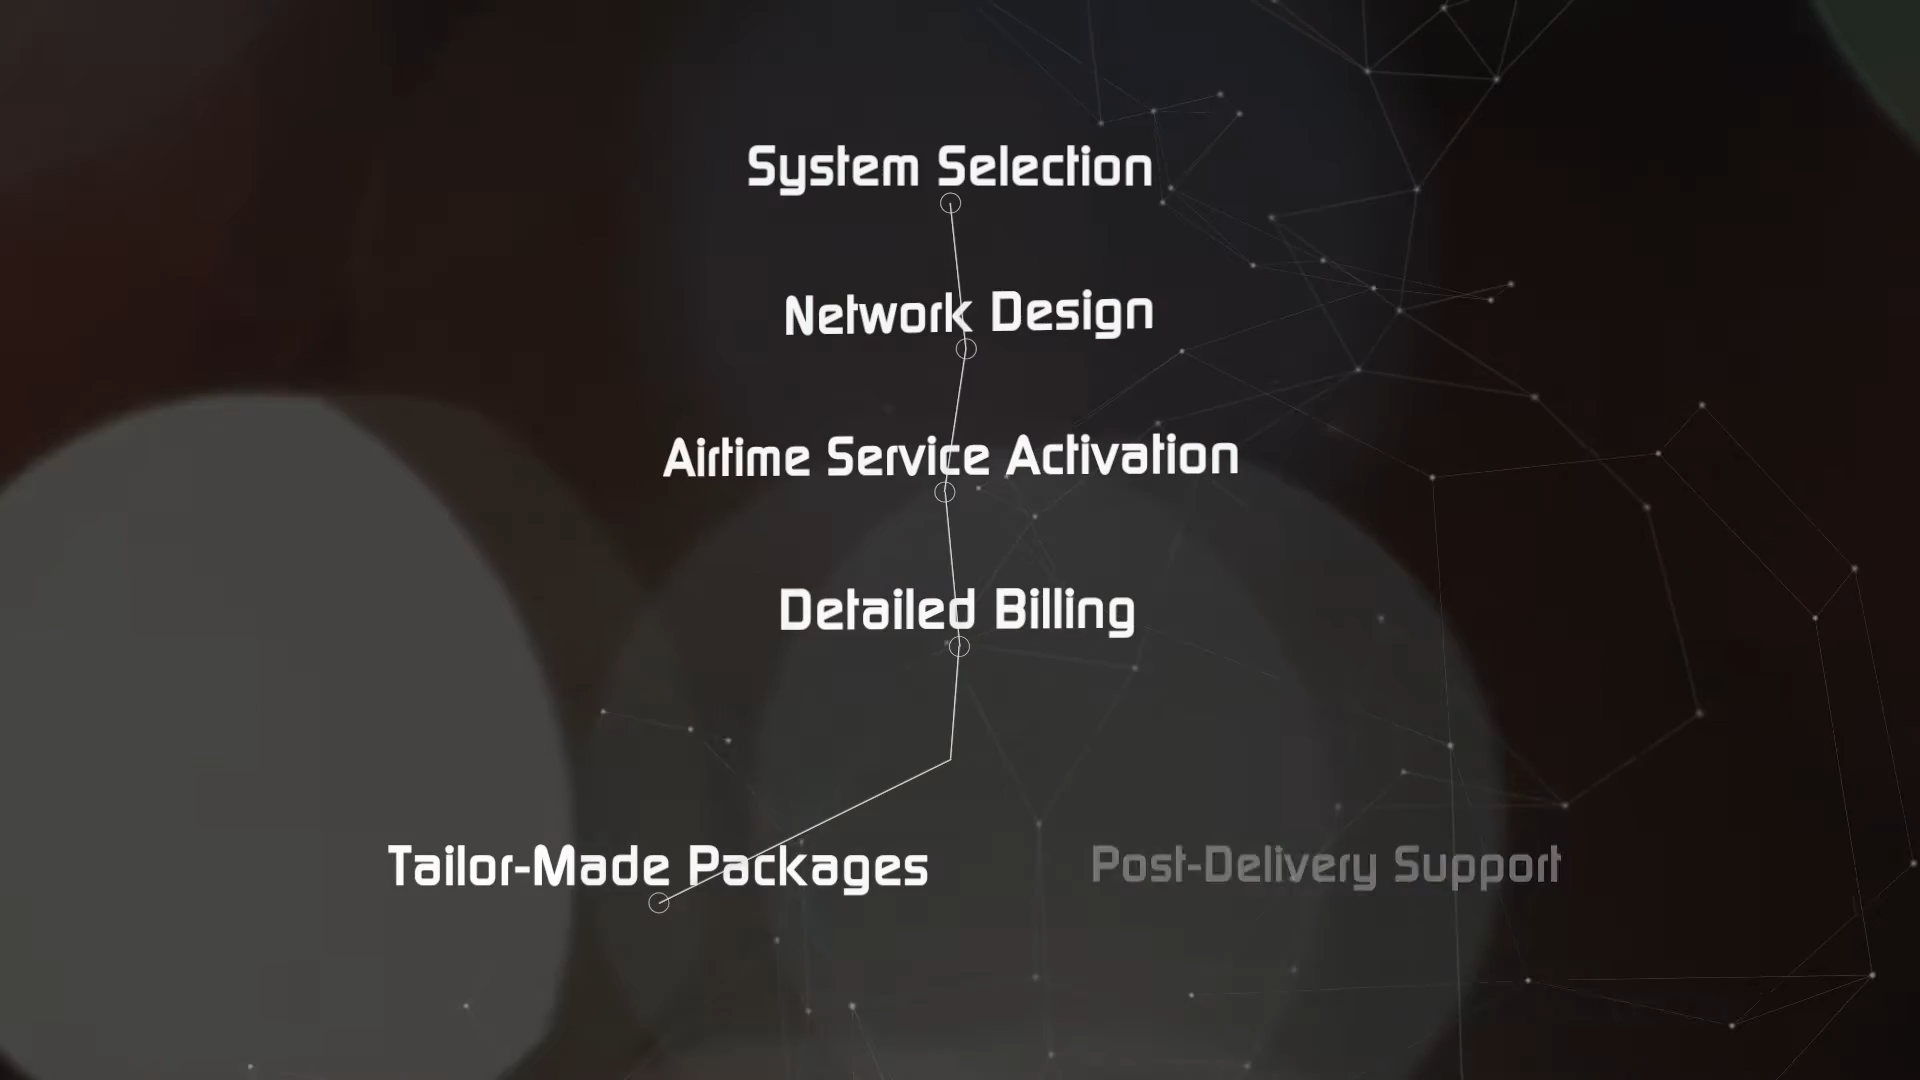 System Selection
Network Design
Airtime Service Activation
Detailed Billing
Tailor-Made Packages
Post-Delivery Support